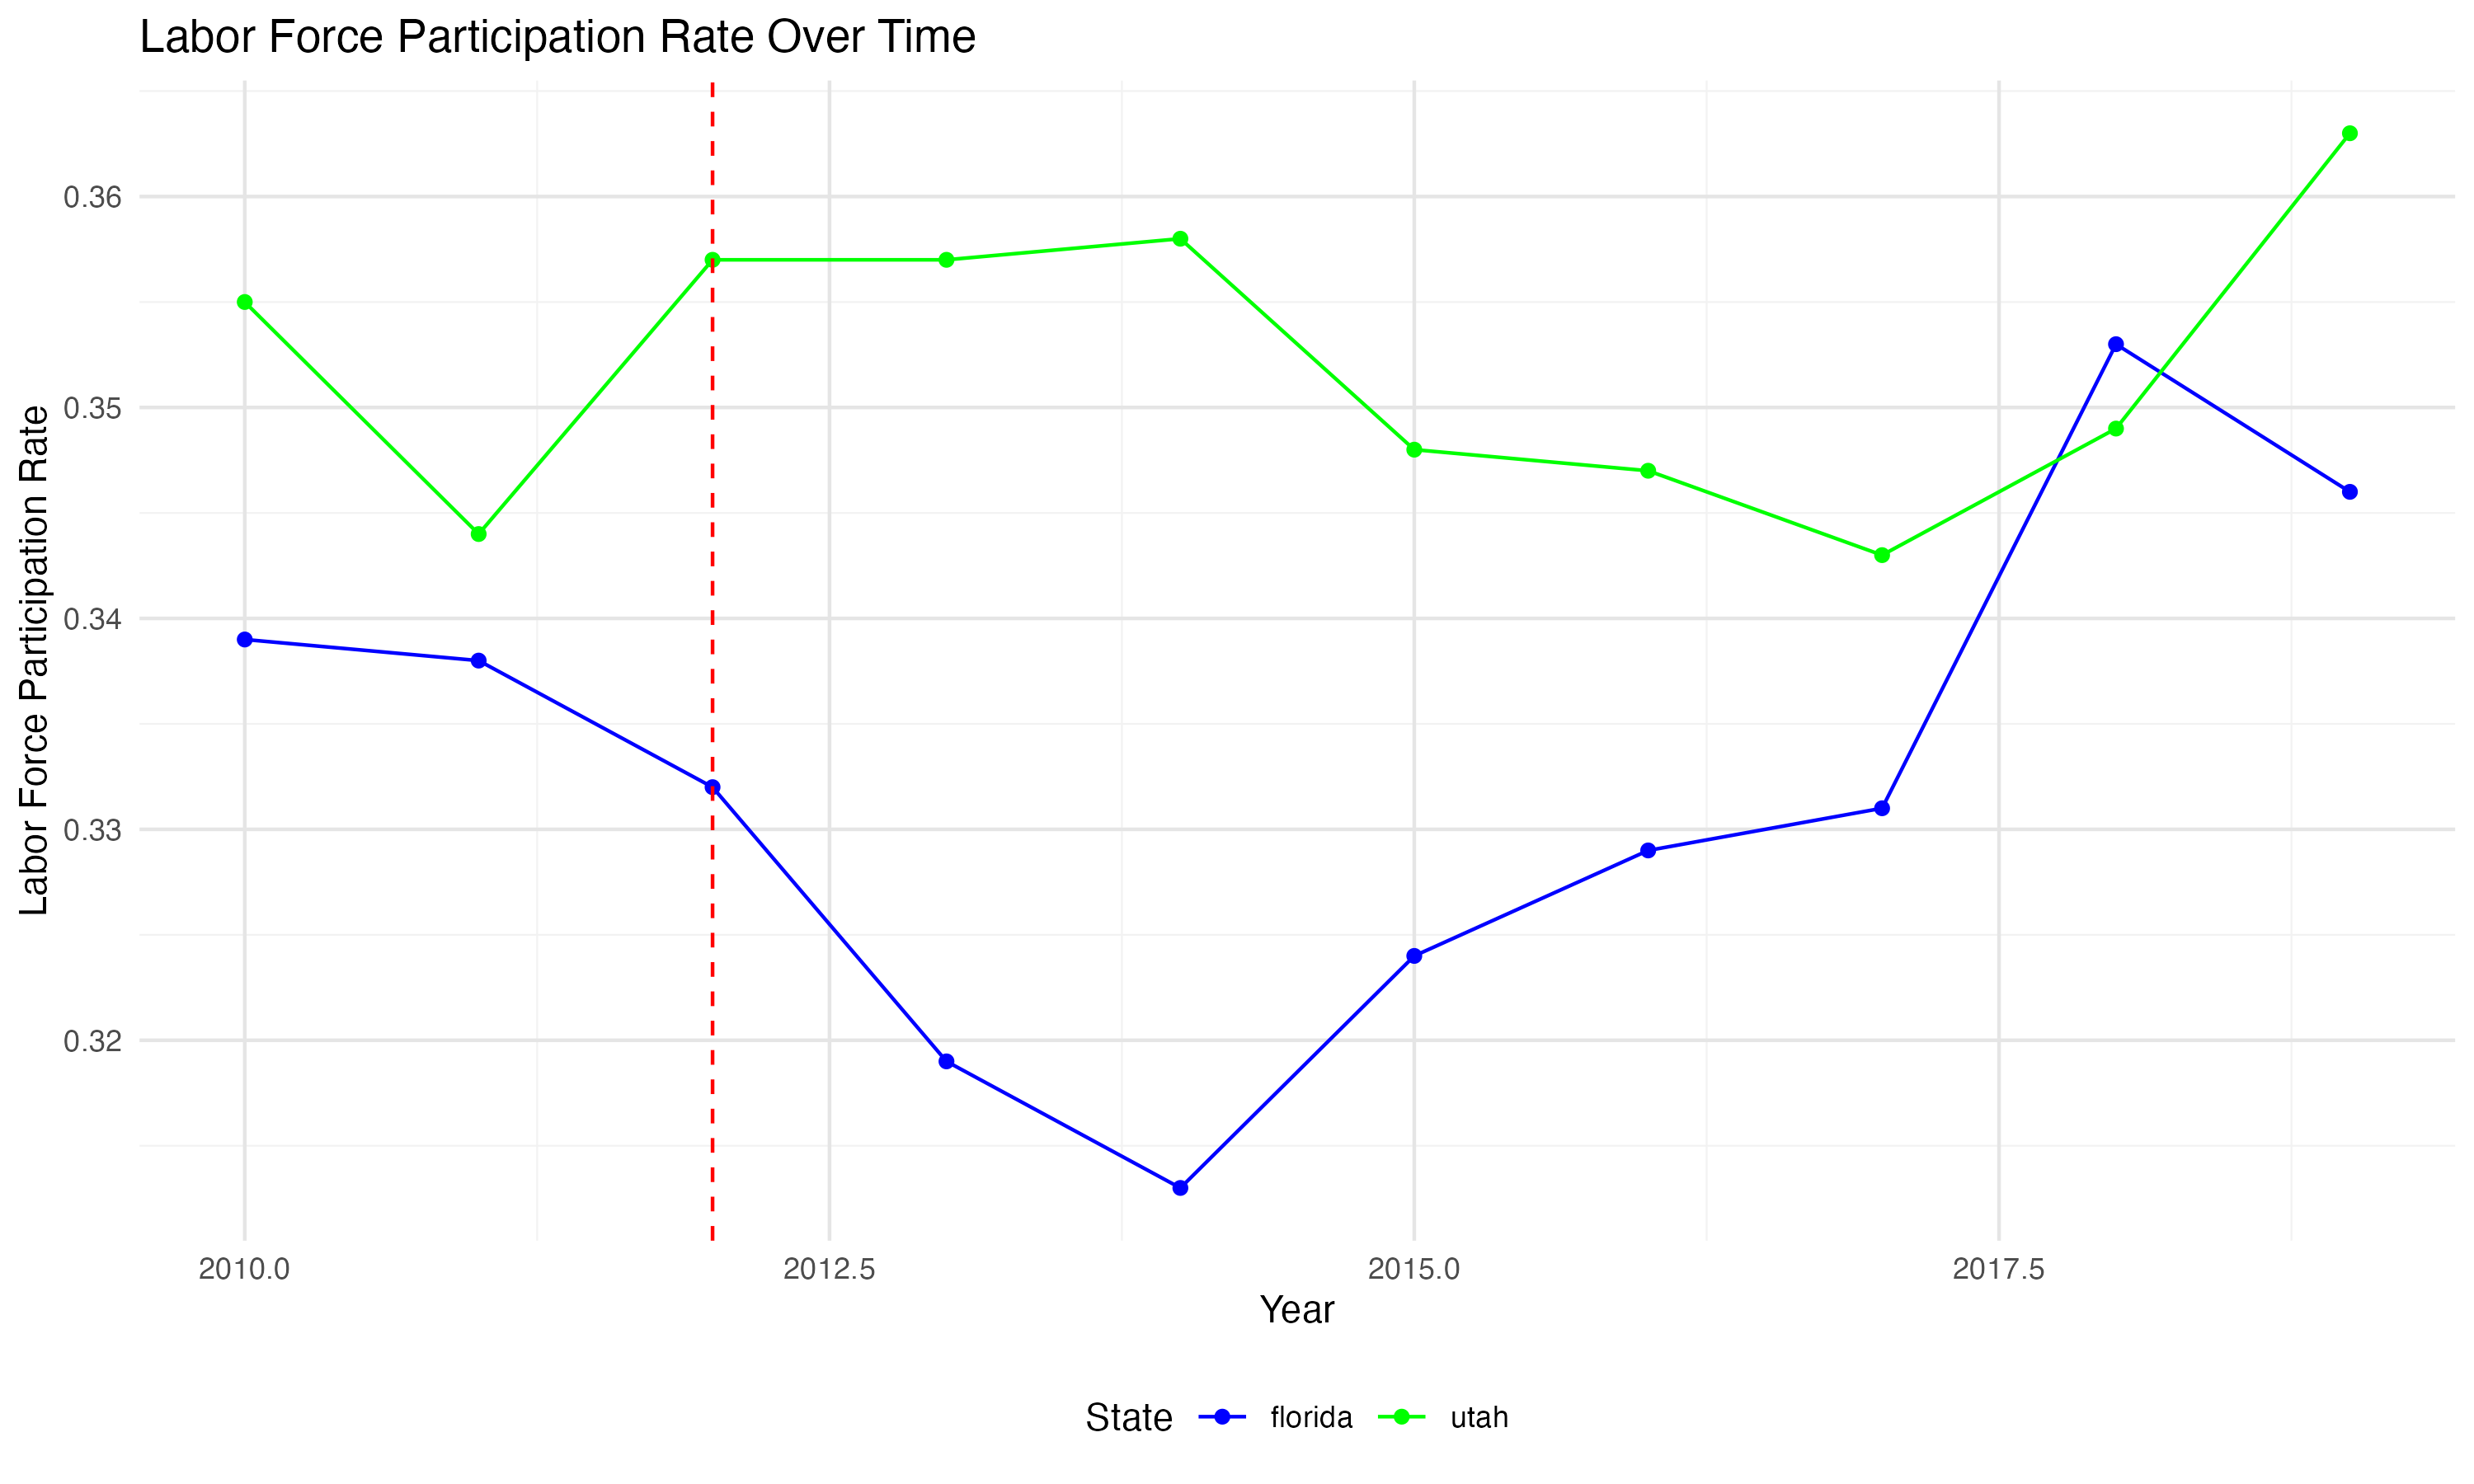 Labor Force Participation Rate Over Time
Labor Force Participation Rate
0.36
0.35
0.34
0.33
0.32
2010.0 2012.5 2015.0 2017.5
Year
State florida utah